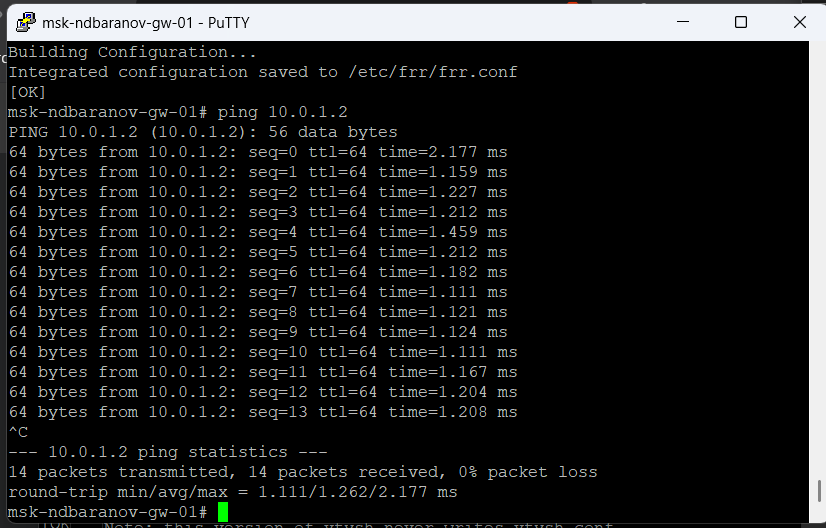 msk-ndbaranov-gw-01 - PuTTY
Building Configuration...
Integrated configuration saved to /etc/frr/frr.conf
[OK]
msk-ndbaranov-gw-01# ping 10.0.1.2
PING 10.0.1.2 (10.0.1.2): 56 data bytes
64 bytes from 10.0.1.2: seq=0 ttl=64 time=2.177 ms
64 bytes from 10.0.1.2: seq=1 ttl=64 time=1.159 ms
64 bytes from 10.0.1.2: seq=2 ttl=64 time=1.227 ms
64 bytes from 10.0.1.2: seq=3 ttl=64 time=1.212 ms
64 bytes from 10.0.1.2: seq=4 ttl=64 time=1.459 ms
64 bytes from 10.0.1.2: seq=5 ttl=64 time=1.212 ms
64 bytes from 10.0.1.2: seq=6 ttl=64 time=1.182 ms
64 bytes from 10.0.1.2: seq=7 ttl=64 time=1.111 ms
64 bytes from 10.0.1.2: seq=8 ttl=64 time=1.121 ms
64 bytes from 10.0.1.2: seq=9 ttl=64 time=1.124 ms
64 bytes from 10.0.1.2: seq=10 ttl=64 time=1.111 ms
64 bytes from 10.0.1.2: seq=11 ttl=64 time=1.167 ms
64 bytes from 10.0.1.2: seq=12 ttl=64 time=1.204 ms
64 bytes from 10.0.1.2: seq=13 ttl=64 time=1.208 ms
^C
--- 10.0.1.2 ping statistics ---
14 packets transmitted, 14 packets received, 0% packet loss
round-trip min/avg/max = 1.111/1.262/2.177 ms
msk-ndbaranov-gw-01#
Note: this version of vtysh never writes vtysh.conf